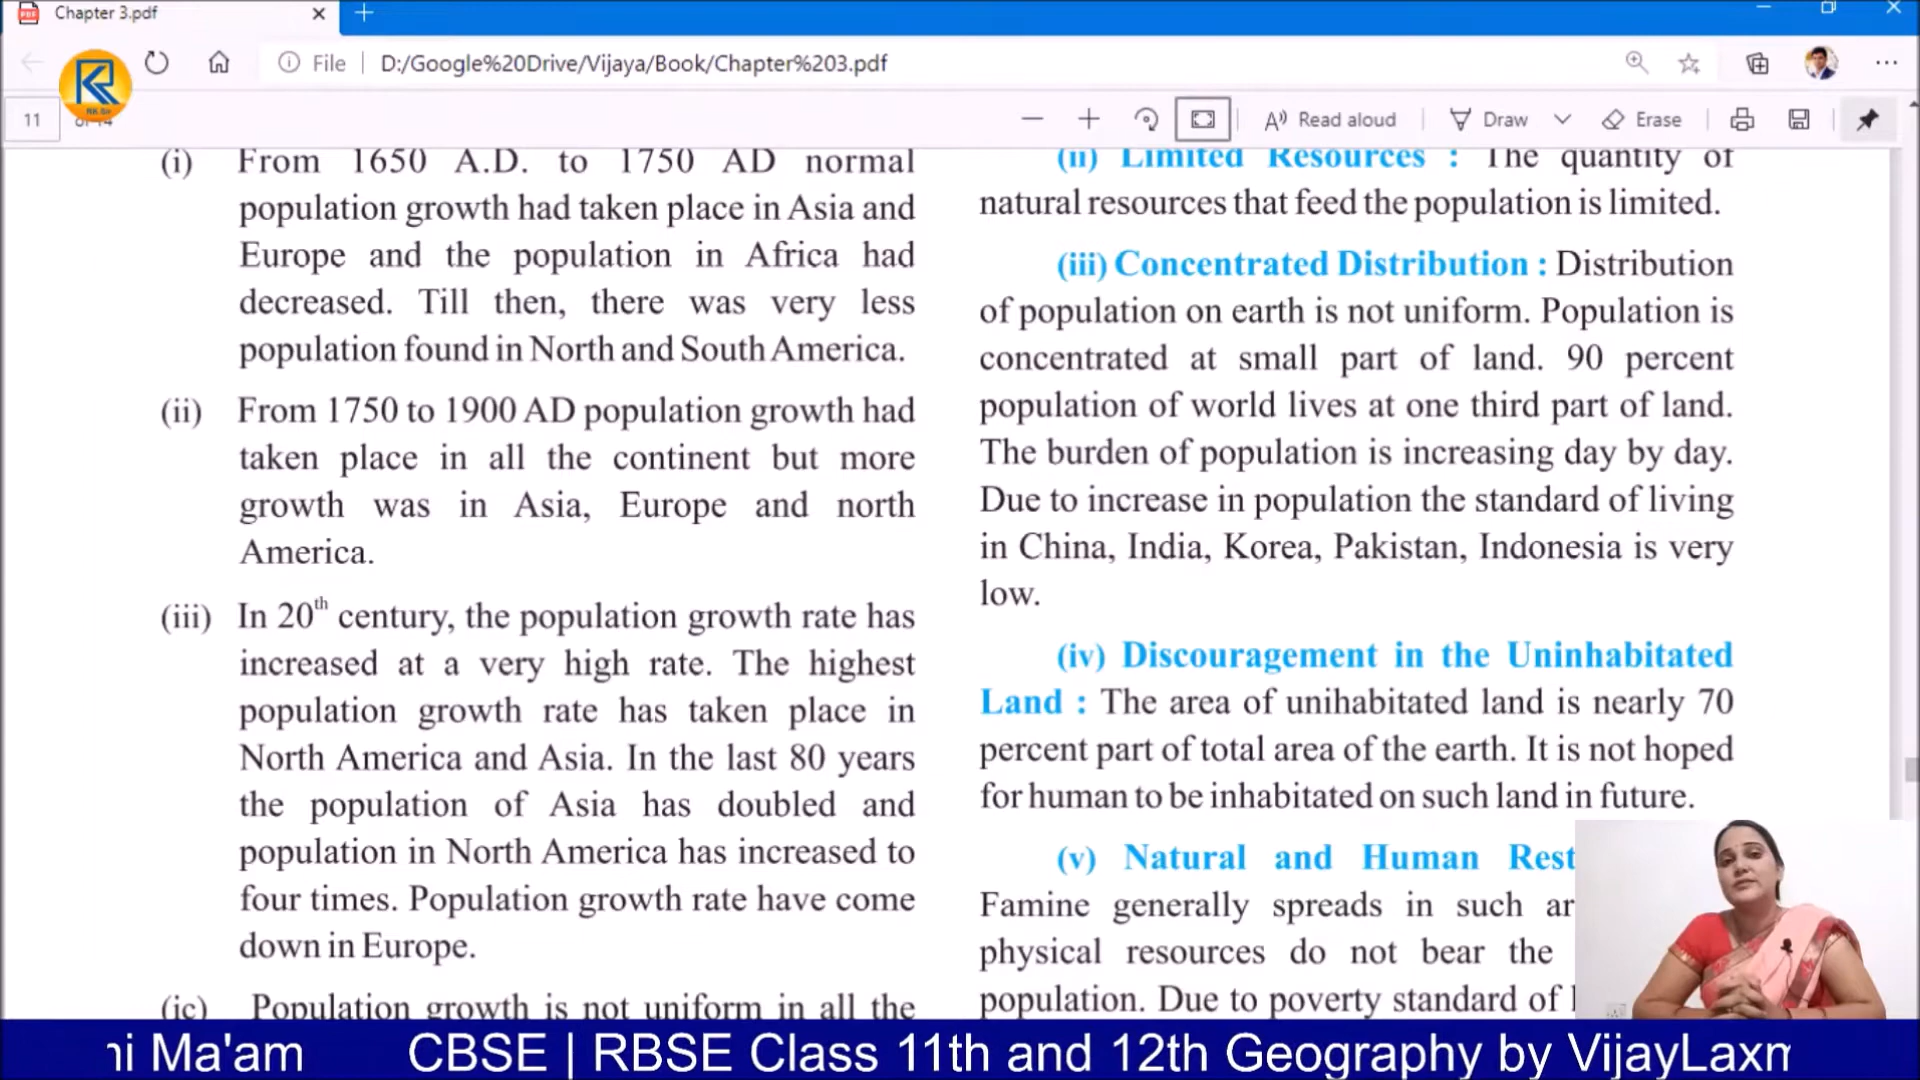 Chapter 3.pdf
File
D:/Google%20Drive/Vijaya/Book/Chapter%203.pdf
11
of 14
Read aloud
Draw
Erase
RK Sir
(i) From 1650 A.D. to 1750 AD normal
population growth had taken place in Asia and
Europe and the population in Africa had
decreased. Till then, there was very less
population found in North and South America.
(ii) From 1750 to 1900 AD population growth had
taken place in all the continent but more
growth was in Asia, Europe and north
America.
(iii) In 20th century, the population growth rate has
increased at a very high rate. The highest
population growth rate has taken place in
North America and Asia. In the last 80 years
the population of Asia has doubled and
population in North America has increased to
four times. Population growth rate have come
down in Europe.
(ic) Population growth is not uniform in all the
(ii) Limited Resources : The quantity of
natural resources that feed the population is limited.
(iii) Concentrated Distribution : Distribution
of population on earth is not uniform. Population is
concentrated at small part of land. 90 percent
population of world lives at one third part of land.
The burden of population is increasing day by day.
Due to increase in population the standard of living
in China, India, Korea, Pakistan, Indonesia is very
low.
(iv) Discouragement in the Uninhabitated
Land : The area of unihabitated land is nearly 70
percent part of total area of the earth. It is not hoped
for human to be inhabitated on such land in future.
(v) Natural and Human Rest
Famine generally spreads in such ar
physical resources do not bear the
population. Due to poverty standard of
ni Ma'am CBSE | RBSE Class 11th and 12th Geography by VijayLaxm